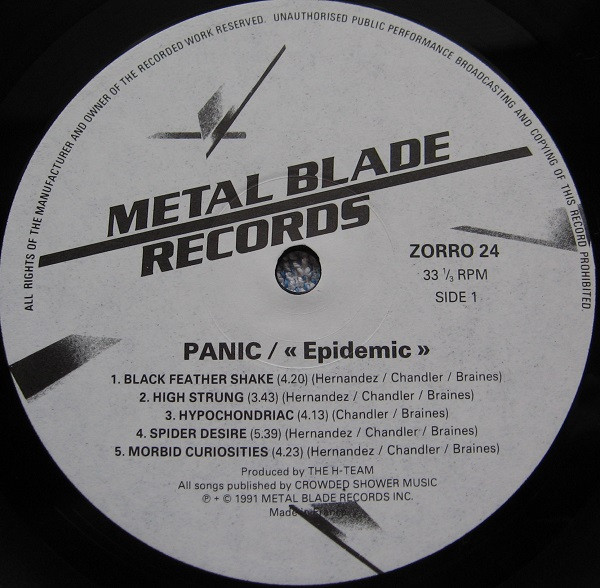 ALL RIGHTS OF THE MANUFACTURER AND OWNER OF THE RECORDED WORK RESERVED. UNAUTHORISED PUBLIC PERFORMANCE BROADCASTING AND COPYING OF THIS RECORD PROHIBITED.
METAL BLADE
RECORDS
ZORRO 24
33 ⅓ RPM
SIDE 1
PANIC / « Epidemic »
1. BLACK FEATHER SHAKE (4.20) (Hernandez / Chandler / Braines)
2. HIGH STRUNG (3.43) (Hernandez / Chandler / Braines)
3. HYPOCHONDRIAC (4.13) (Chandler / Braines)
4. SPIDER DESIRE (5.39) (Hernandez / Chandler / Braines)
5. MORBID CURIOSITIES (4.23) (Hernandez / Chandler / Braines)
Produced by THE H-TEAM
All songs published by CROWDED SHOWER MUSIC
℗ + © 1991 METAL BLADE RECORDS INC.
Made in France